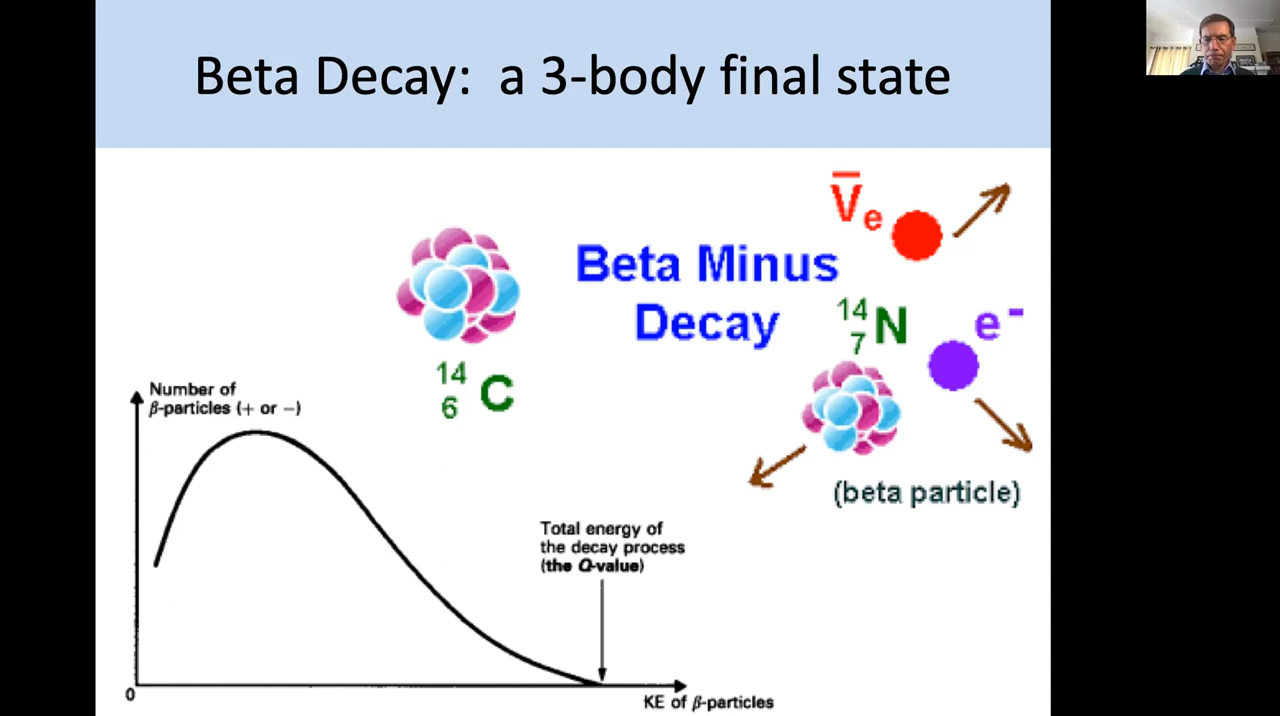 Beta Decay:  a 3-body final state
V̅e
Beta Minus
Decay
14
7 N
e-
14
6 C
(beta particle)
Number of
β-particles (+ or −)
Total energy of
the decay process
(the Q-value)
0
KE of β-particles